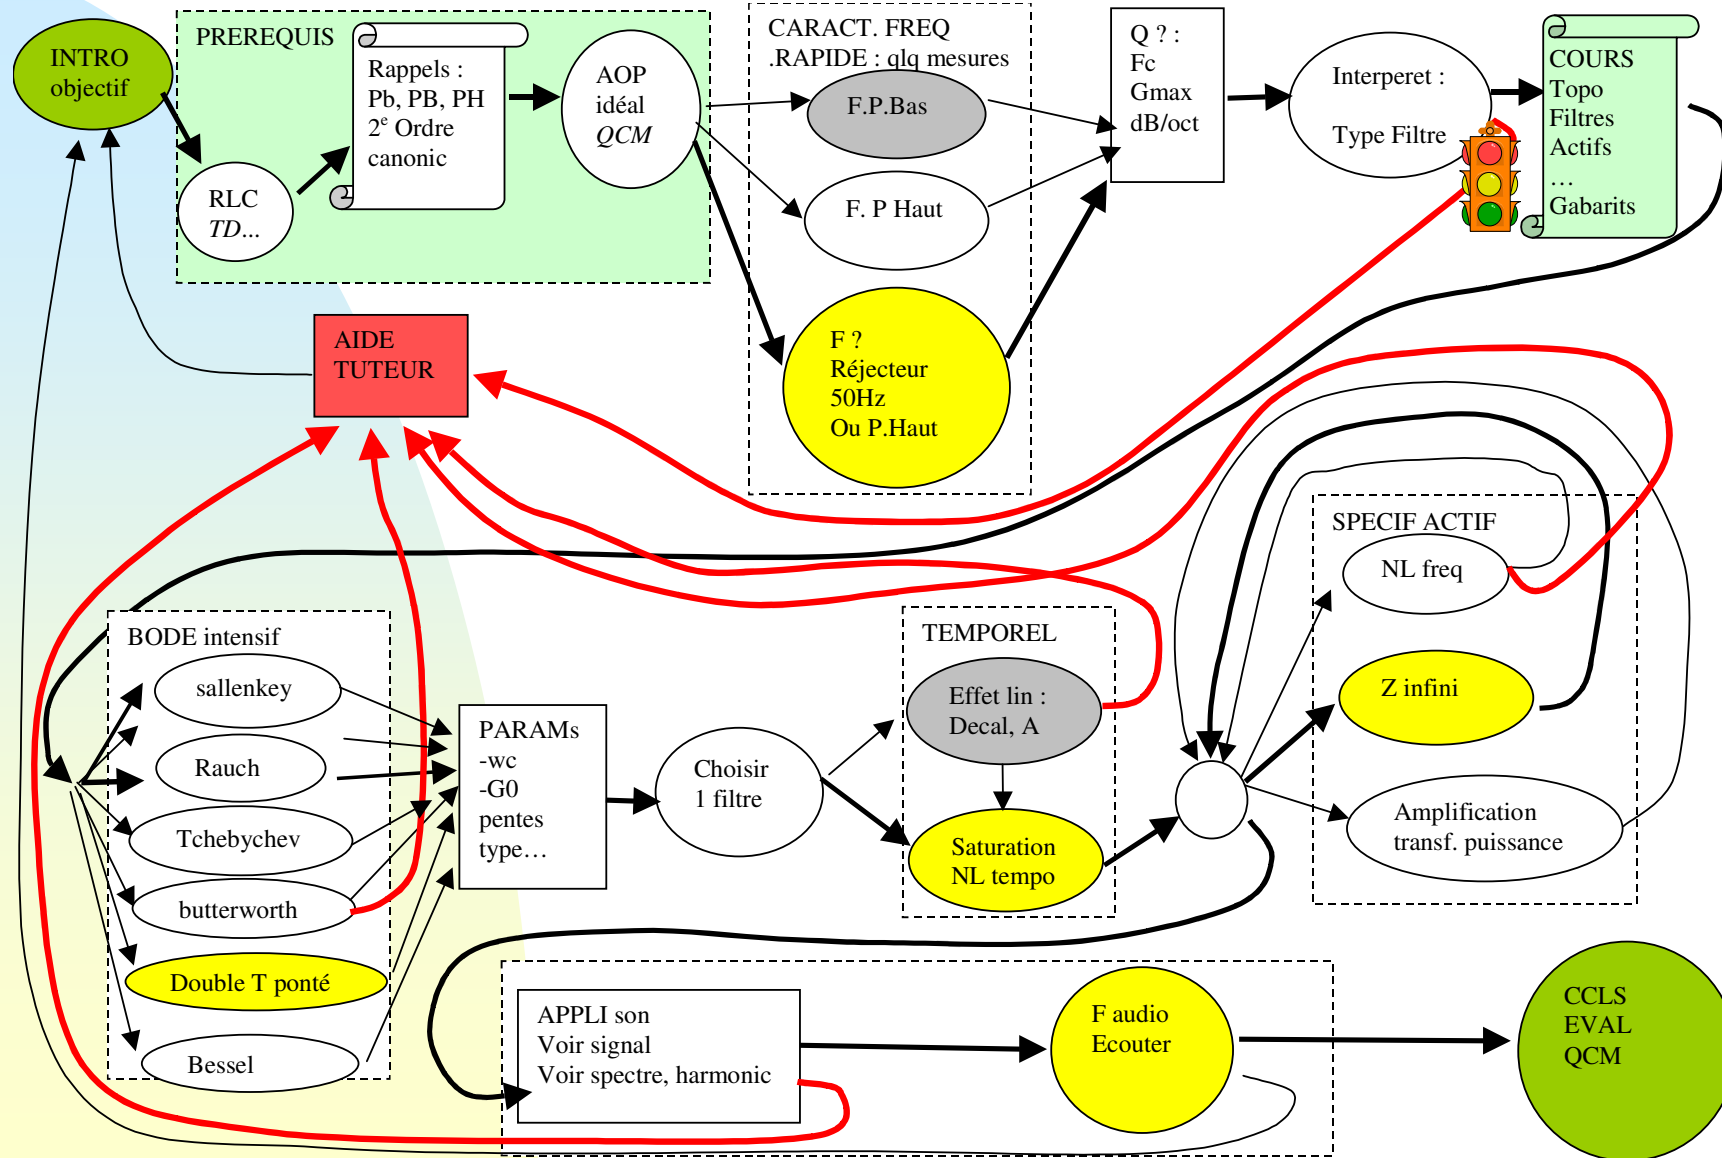 INTRO
objectif
PREREQUIS
RLC
TD...
Rappels :
Pb, PB, PH
2e Ordre
canonic
AOP
idéal
QCM
CARACT. FREQ
.RAPIDE : qlq mesures
F.P.Bas
F. P Haut
F ?
Réjecteur
50Hz
Ou P.Haut
Q ? :
Fc
Gmax
dB/oct
Interperet :
Type Filtre
COURS
Topo
Filtres
Actifs
…
Gabarits
AIDE
TUTEUR
BODE intensif
sallenkey
Rauch
Tchebychev
butterworth
Double T ponté
Bessel
PARAMs
-wc
-G0
pentes
type…
Choisir
1 filtre
TEMPOREL
Effet lin :
Decal, A
Saturation
NL tempo
SPECIF ACTIF
NL freq
Z infini
Amplification
transf. puissance
APPLI son
Voir signal
Voir spectre, harmonic
F audio
Ecouter
CCLS
EVAL
QCM